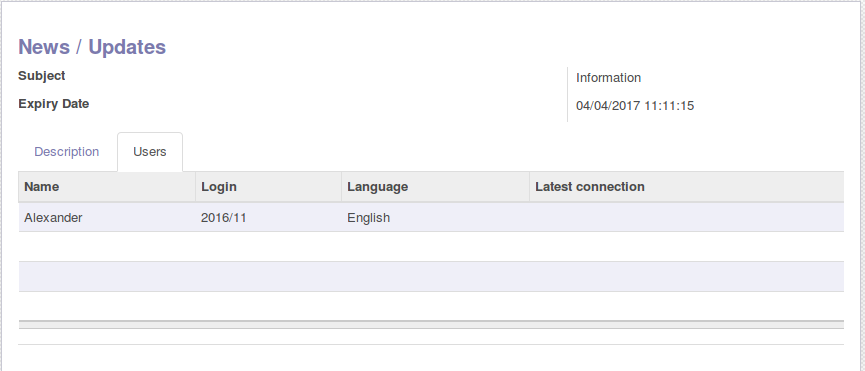 News / Updates
Subject Information
Expiry Date 04/04/2017 11:11:15
Description Users
Name Login Language Latest connection
Alexander 2016/11 English